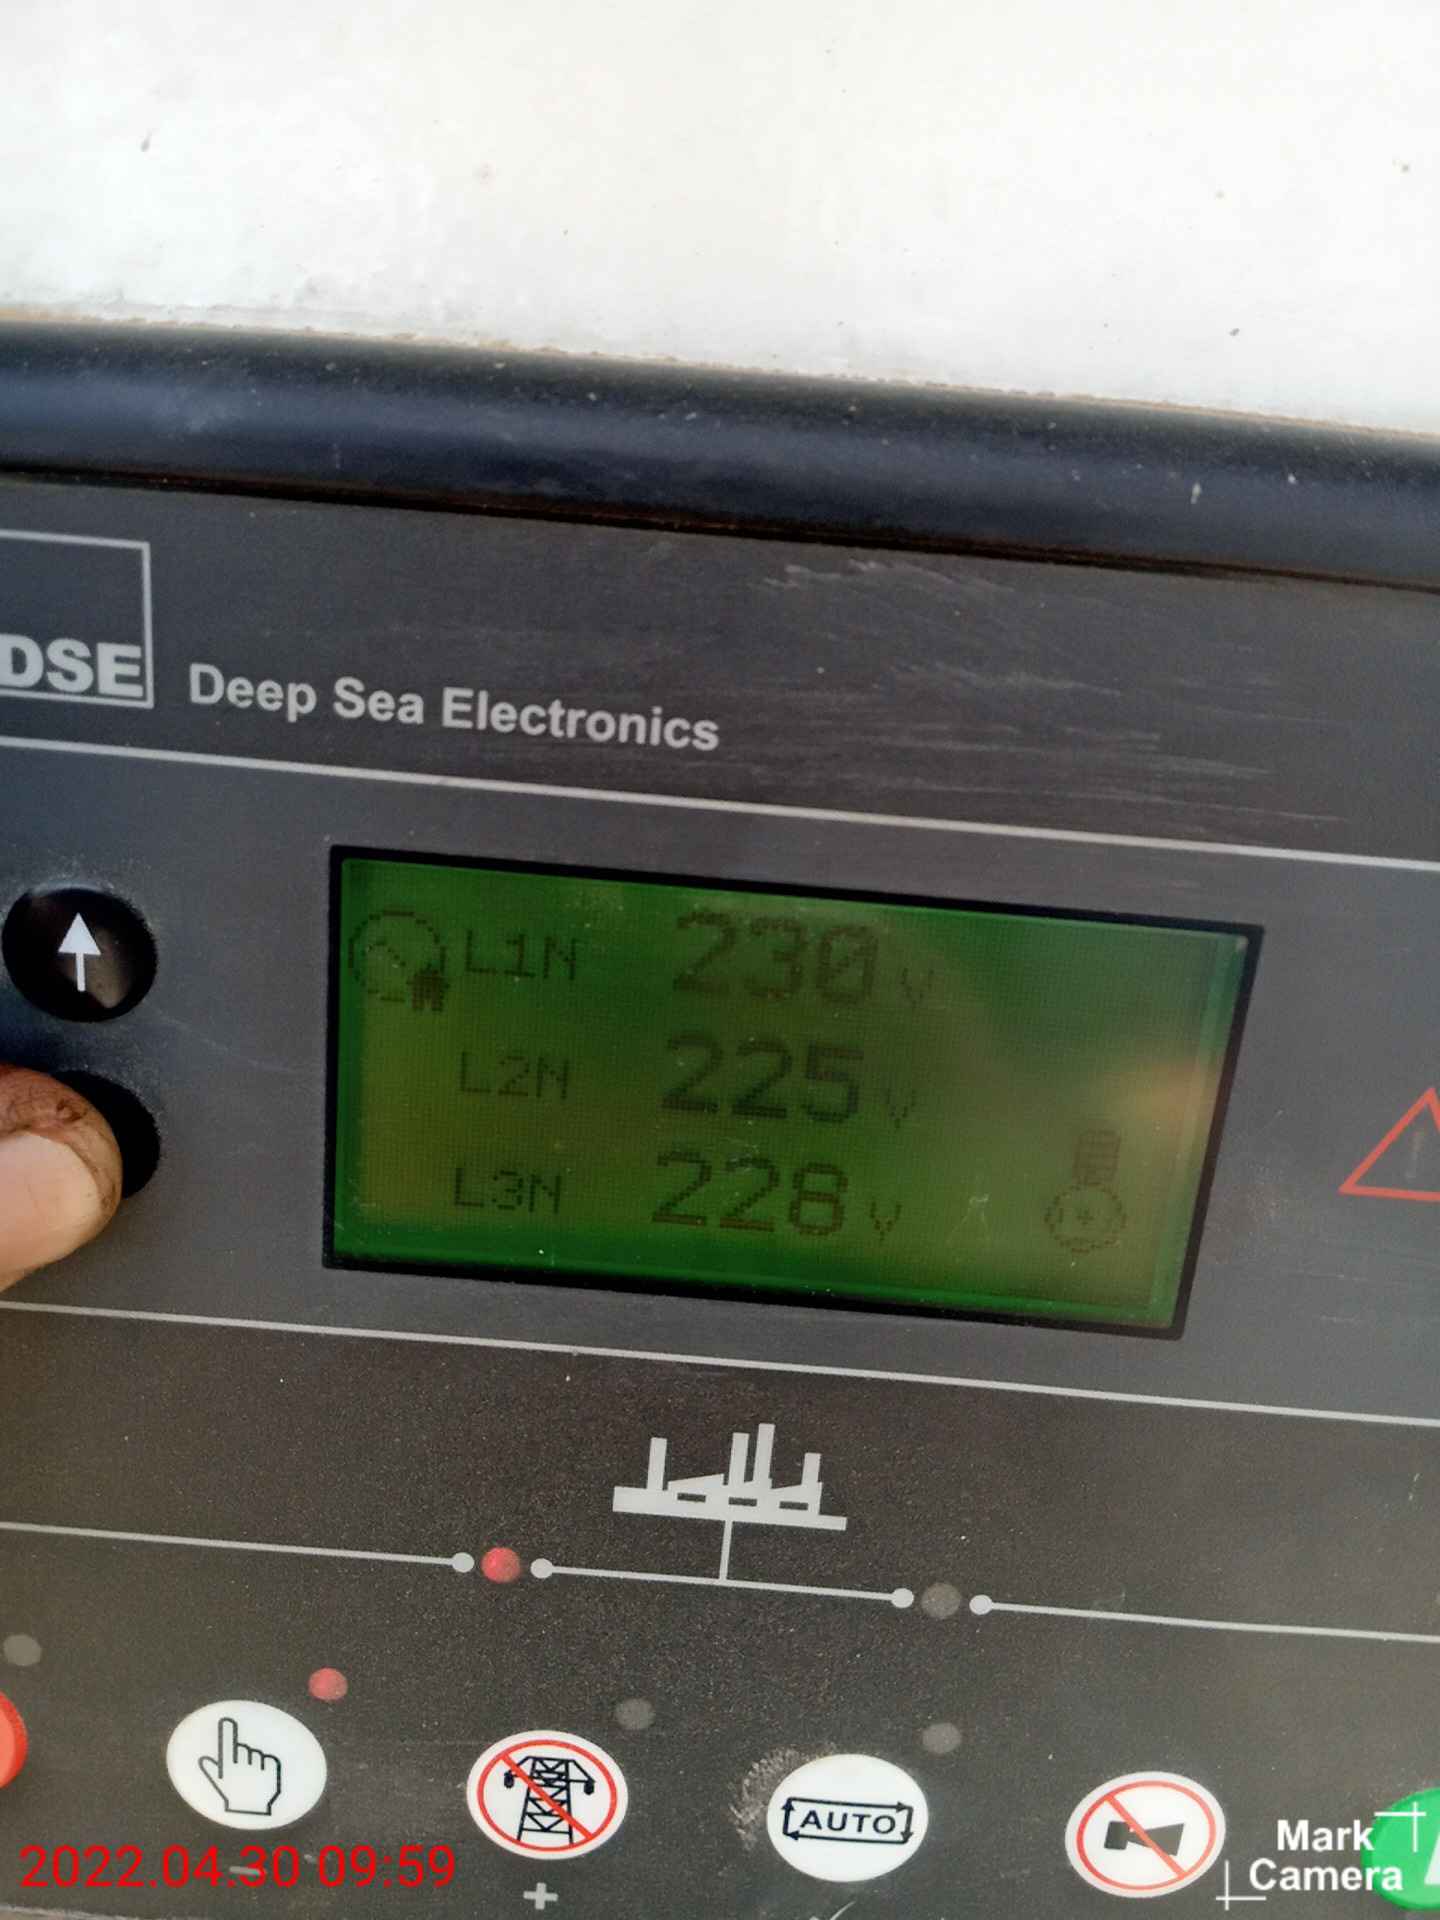 DSE
Deep Sea Electronics
L1N 230 V
L2N 225 V
L3N 228 V
AUTO
2022.04.30 09:59
−
+
Mark
Camera